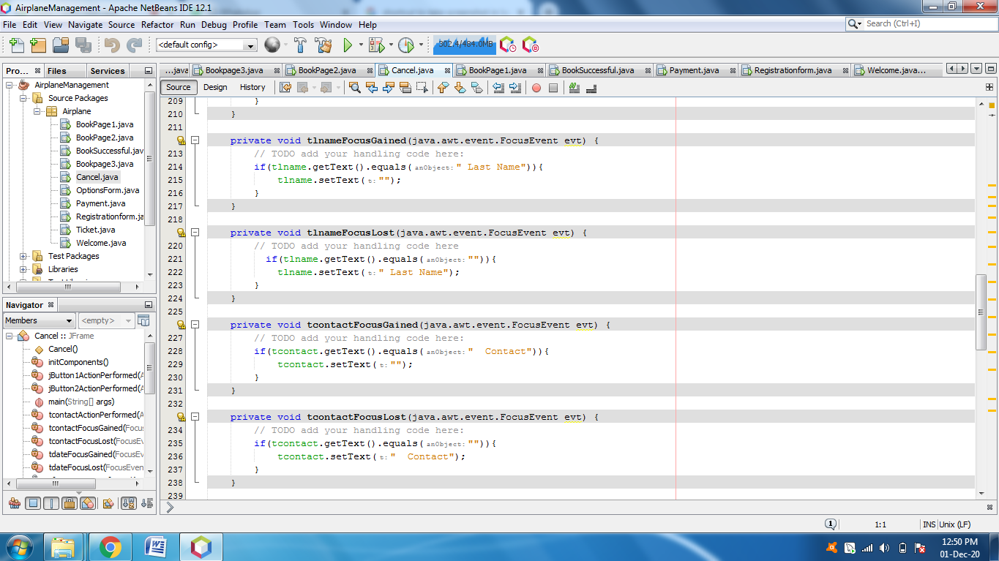 AirplaneManagement - Apache NetBeans IDE 12.1
File Edit View Navigate Source Refactor Run Debug Profile Team Tools Window Help
Search (Ctrl+I)
<default config>
302.4/484.0MB
Pro... Files Services
...java Bookpage3.java BookPage2.java Cancel.java BookPage1.java BookSuccessful.java Payment.java Registrationform.java Welcome.java...
Source Design History
AirplaneManagement
Source Packages
Airplane
BookPage1.java
BookPage2.java
BookSuccessful.jav
Bookpage3.java
Cancel.java
OptionsForm.java
Payment.java
Registrationform.ja
Ticket.java
Welcome.java
Test Packages
Libraries
Navigator
Members <empty>
Cancel :: JFrame
Cancel()
initComponents()
jButton1ActionPerformed(A
jButton2ActionPerformed(A
main(String[] args)
tcontactActionPerformed(A
tcontactFocusGained(Focus
tcontactFocusLost(FocusEv
tdateFocusGained(FocusE
tdateFocusLost(FocusEven
209 }
210 }
211
private void tlnameFocusGained(java.awt.event.FocusEvent evt) {
213 // TODO add your handling code here:
214 if(tlname.getText().equals( anObject: " Last Name")){
215 tlname.setText( t: "");
216 }
217 }
218
private void tlnameFocusLost(java.awt.event.FocusEvent evt) {
220 // TODO add your handling code here
221 if(tlname.getText().equals( anObject: "")){
222 tlname.setText( t: " Last Name");
223 }
224 }
225
private void tcontactFocusGained(java.awt.event.FocusEvent evt) {
227 // TODO add your handling code here:
228 if(tcontact.getText().equals( anObject: "  Contact")){
229 tcontact.setText( t: "");
230 }
231 }
232
private void tcontactFocusLost(java.awt.event.FocusEvent evt) {
234 // TODO add your handling code here:
235 if(tcontact.getText().equals( anObject: "")){
236 tcontact.setText( t: "  Contact");
237 }
238 }
239
1 1:1 INS Unix (LF)
12:50 PM
01-Dec-20